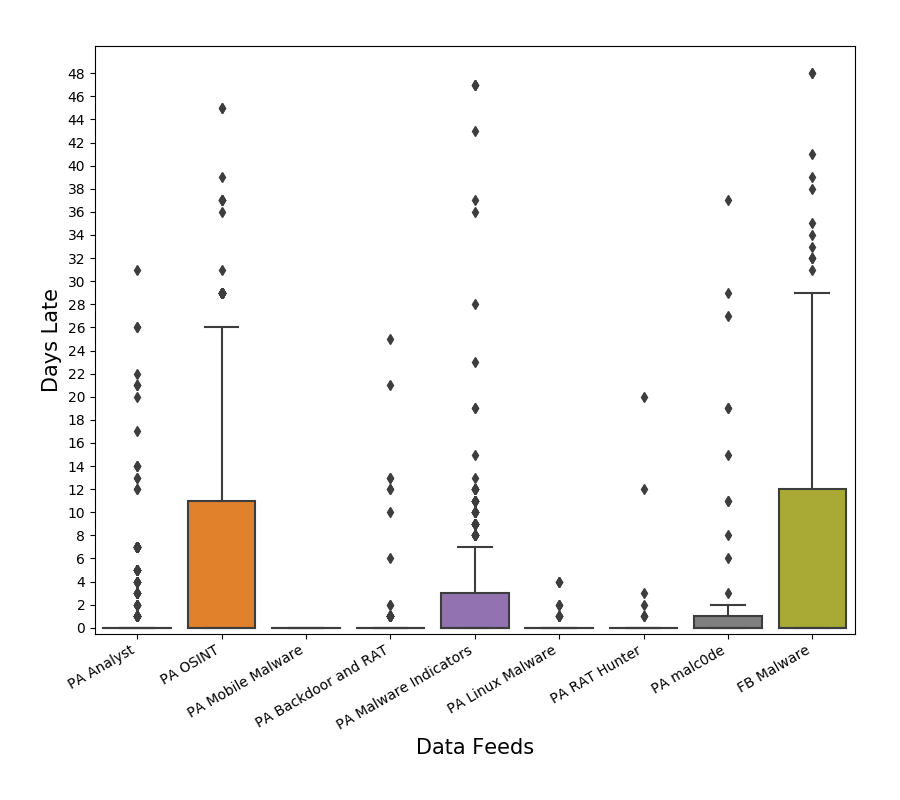 48
46
44
42
40
38
36
34
32
30
28
26
24
22
20
18
16
14
12
10
8
6
4
2
0
Days Late
PA Analyst
PA OSINT
PA Mobile Malware
PA Backdoor and RAT
PA Malware Indicators
PA Linux Malware
PA RAT Hunter
PA malc0de
FB Malware
Data Feeds